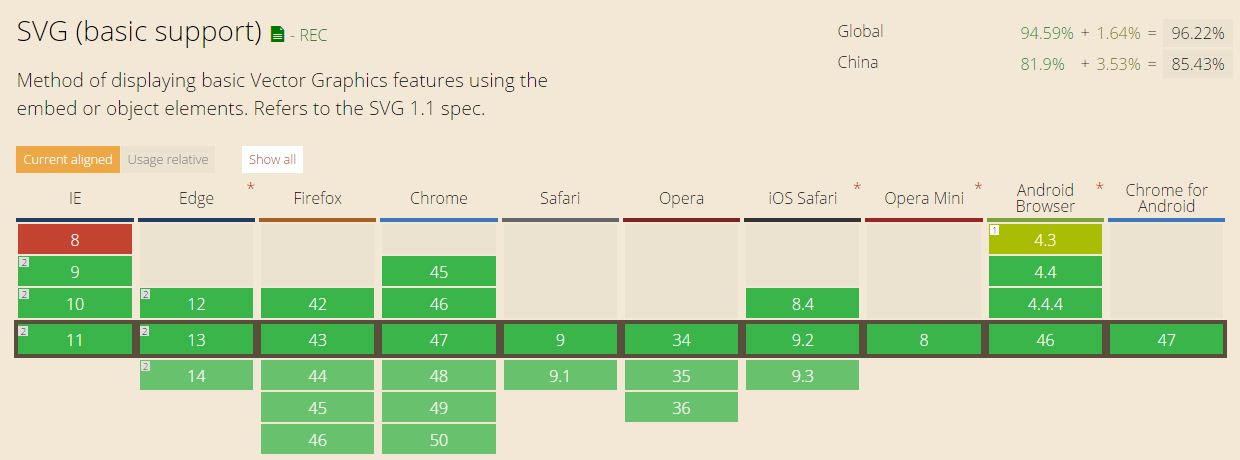 SVG (basic support) - REC
Global 94.59% + 1.64% = 96.22%
China 81.9% + 3.53% = 85.43%
Method of displaying basic Vector Graphics features using the
embed or object elements. Refers to the SVG 1.1 spec.
Current aligned Usage relative Show all
IE Edge * Firefox Chrome Safari Opera iOS Safari * Opera Mini * Android Browser * Chrome for Android
8 1 4.3
2 9 45 4.4
2 10 2 12 42 46 8.4 4.4.4
2 11 2 13 43 47 9 34 9.2 8 46 47
2 14 44 48 9.1 35 9.3
45 49 36
46 50